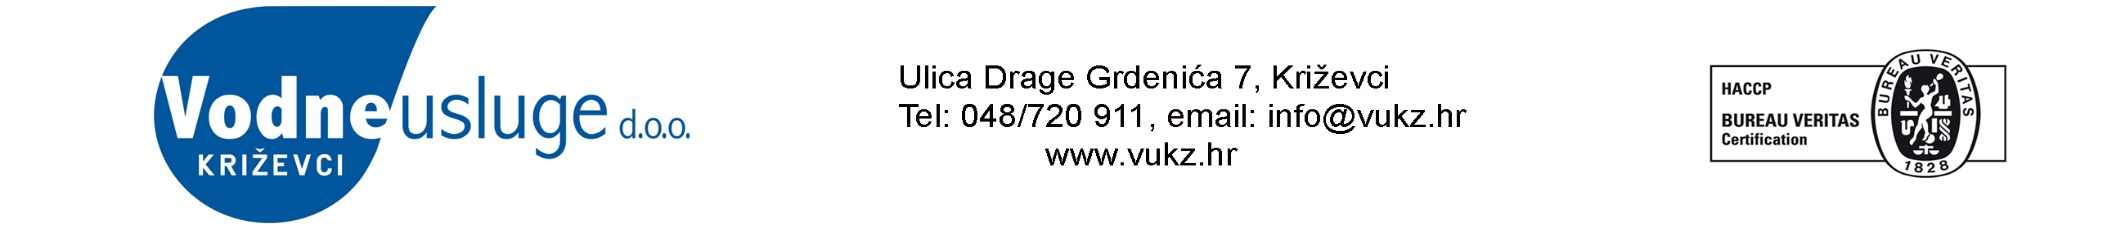 Vodneusluge d.o.o.
KRIŽEVCI
Ulica Drage Grdenića 7, Križevci
Tel: 048/720 911, email: info@vukz.hr
www.vukz.hr
HACCP
BUREAU VERITAS
Certification
BUREAU VERITAS
1828